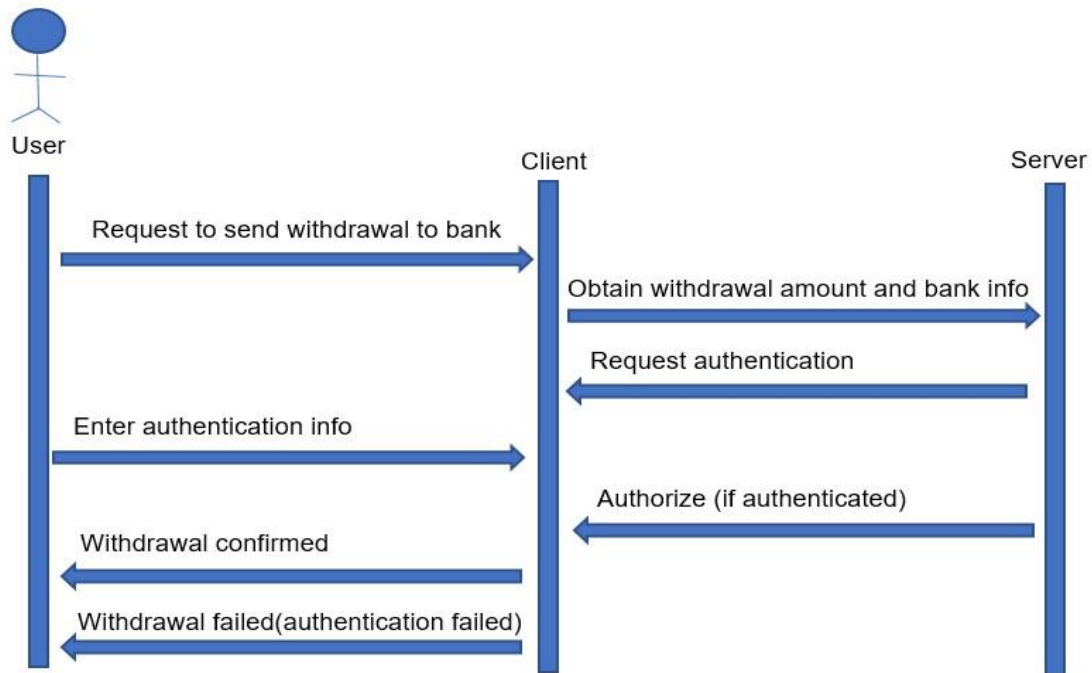 User
Client
Server
Request to send withdrawal to bank
Obtain withdrawal amount and bank info
Request authentication
Enter authentication info
Authorize (if authenticated)
Withdrawal confirmed
Withdrawal failed(authentication failed)